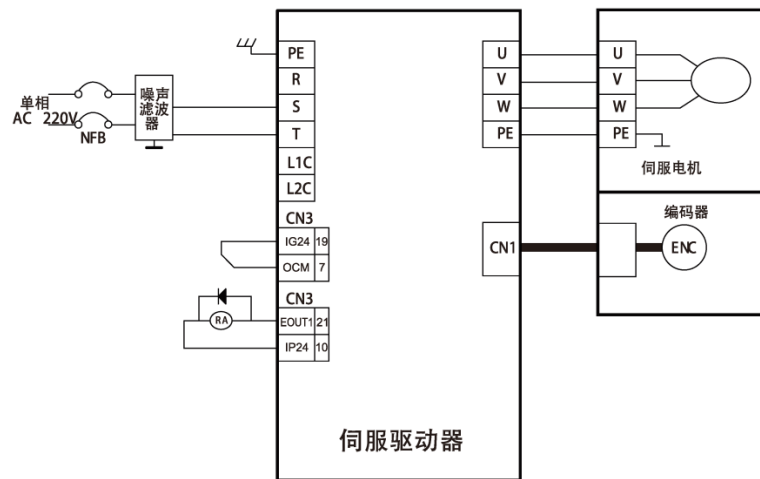 PE
R
S
T
L1C
L2C
单相
AC 220V
NFB
噪声
滤波
器
CN3
IG24 19
OCM 7
CN3
EOUT1 21
IP24 10
RA
U
V
W
PE
CN1
U
V
W
PE
伺服电机
编码器
ENC
伺服驱动器